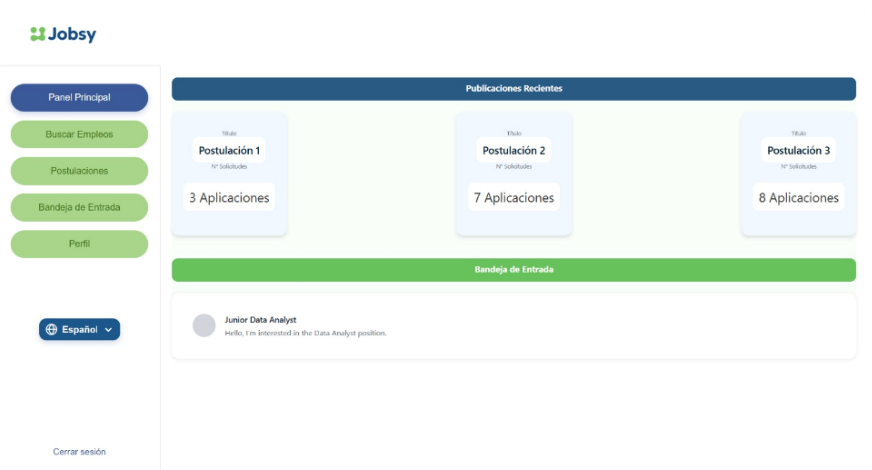 Jobsy
Panel Principal
Buscar Empleos
Postulaciones
Bandeja de Entrada
Perfil
Español
Cerrar sesión
Publicaciones Recientes
Título
Postulación 1
Nº Solicitudes
3 Aplicaciones
Título
Postulación 2
Nº Solicitudes
7 Aplicaciones
Título
Postulación 3
Nº Solicitudes
8 Aplicaciones
Bandeja de Entrada
Junior Data Analyst
Hello, I'm interested in the Data Analyst position.